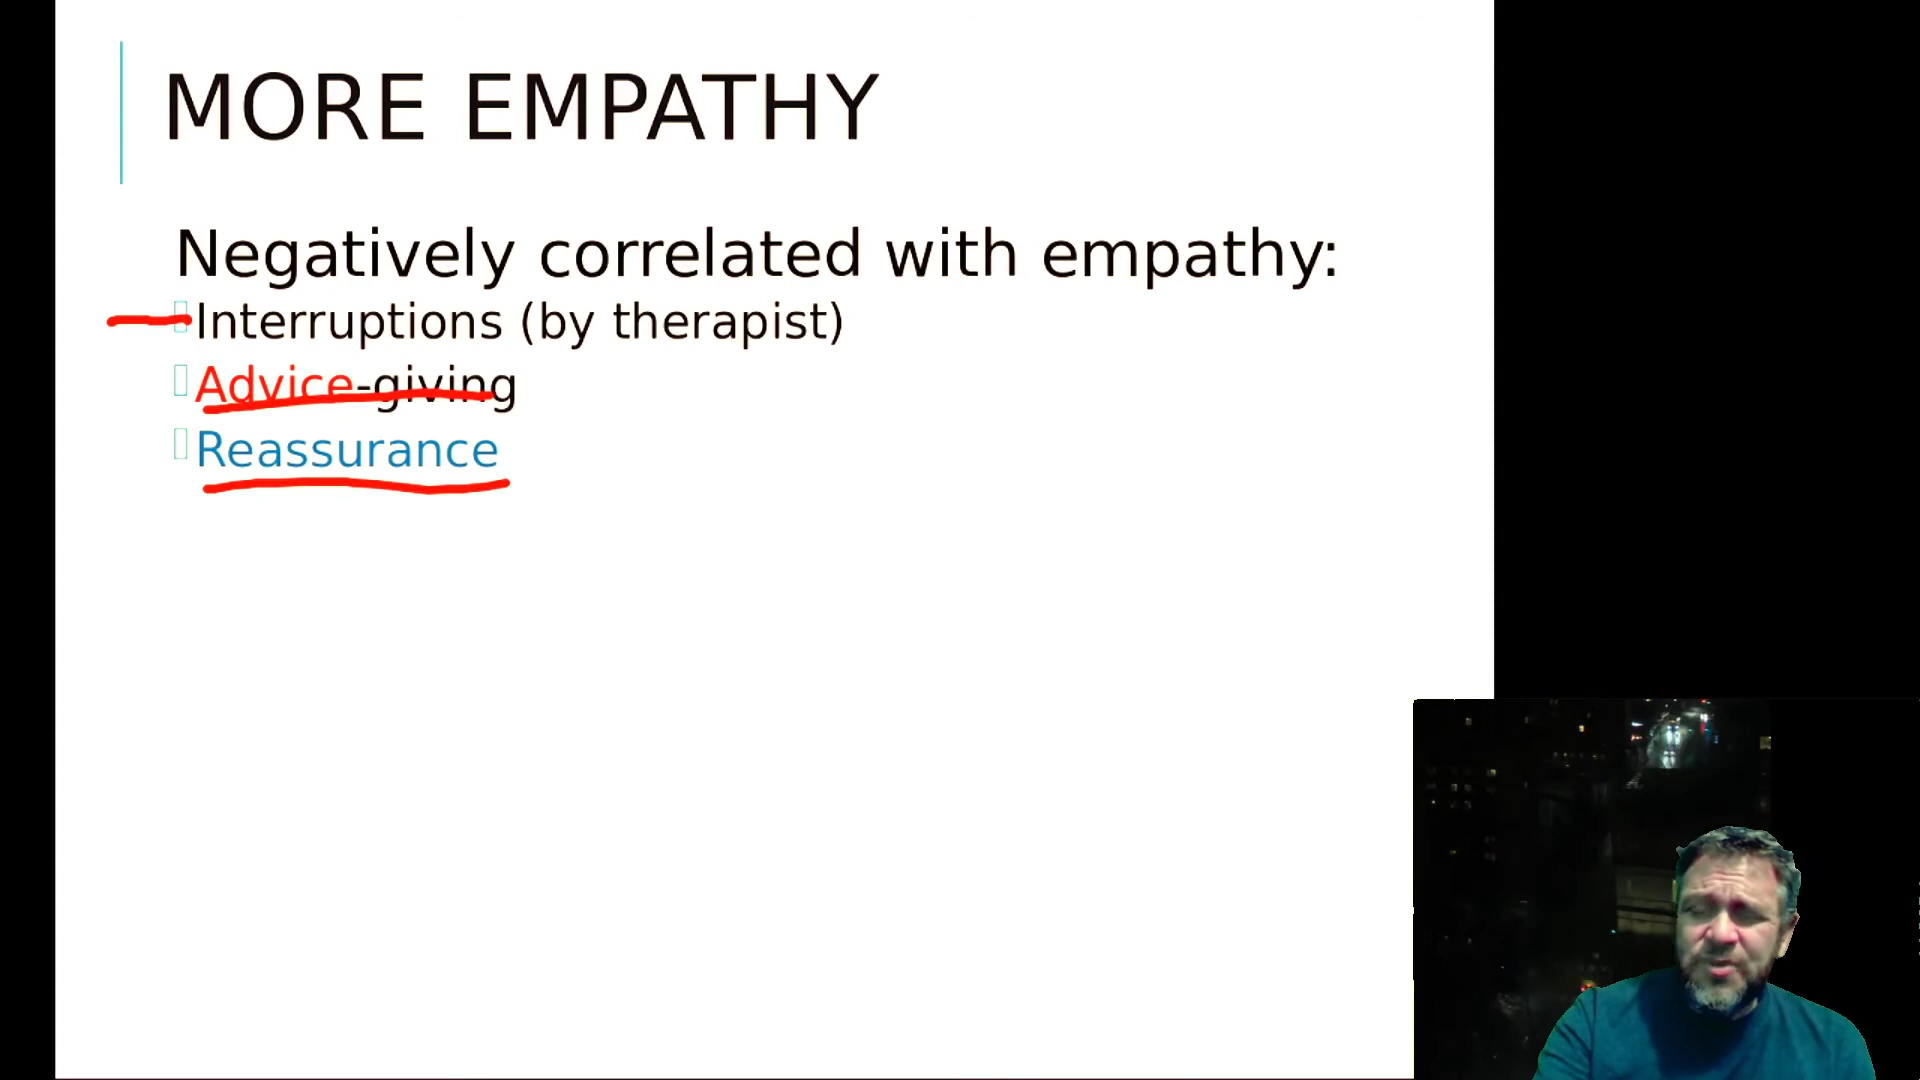 MORE EMPATHY
Negatively correlated with empathy:
Interruptions (by therapist)
Advice-giving
Reassurance